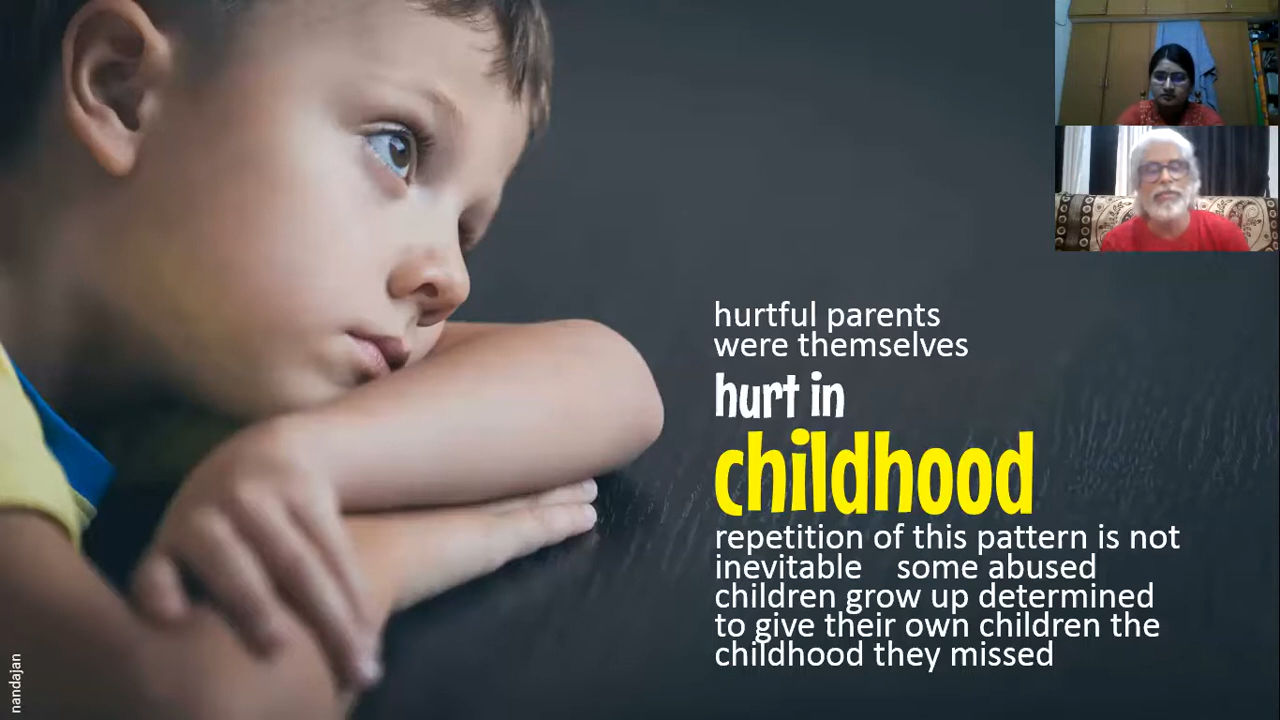 hurtful parents
were themselves
hurt in
childhood
repetition of this pattern is not
inevitable some abused
children grow up determined
to give their own children the
childhood they missed
nandajan